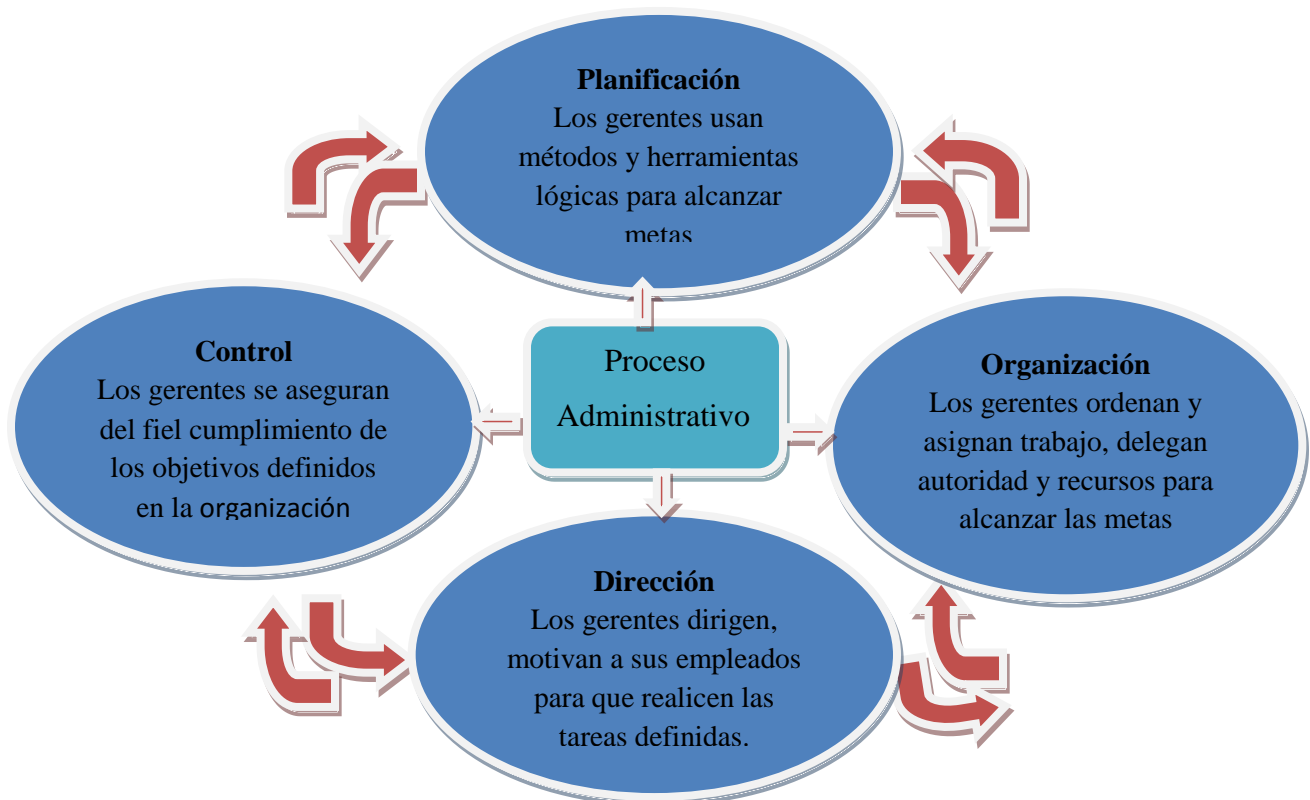 Planificación
Los gerentes usan
métodos y herramientas
lógicas para alcanzar
metas
Control
Los gerentes se aseguran
del fiel cumplimiento de
los objetivos definidos
en la organización
Proceso
Administrativo
Organización
Los gerentes ordenan y
asignan trabajo, delegan
autoridad y recursos para
alcanzar las metas
Dirección
Los gerentes dirigen,
motivan a sus empleados
para que realicen las
tareas definidas.